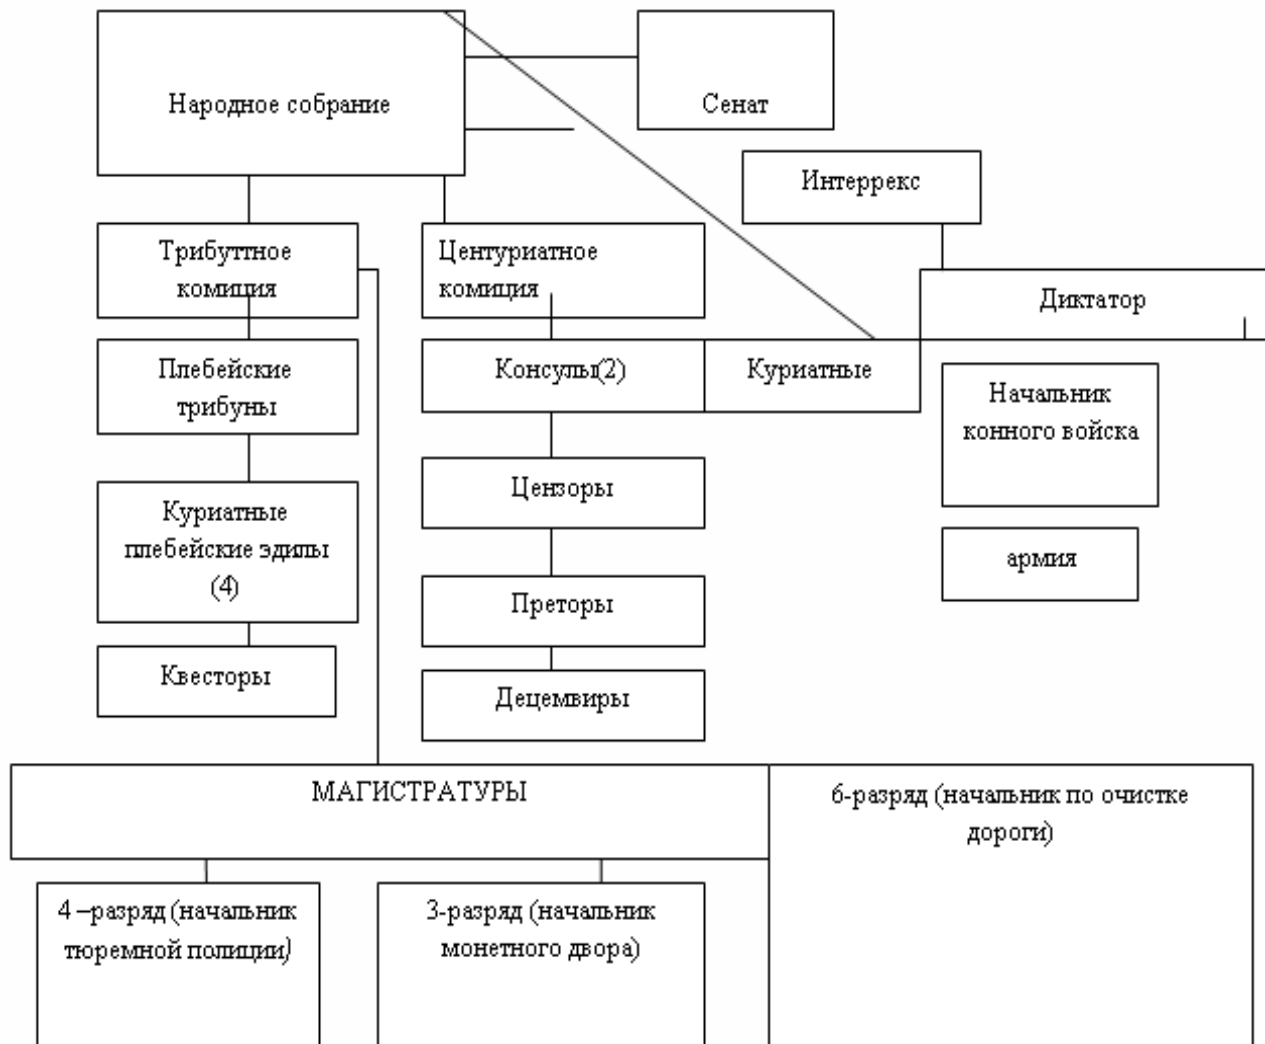 Народное собрание
Сенат
Интеррекс
Трибуттное
комиция
Центуриатное
комиция
Диктатор
Плебейские
трибуны
Консулы(2)
Куриатные
Начальник
конного войска
Куриатные
плебейские эдилы
(4)
Цензоры
армия
Преторы
Квесторы
Децемвиры
МАГИСТРАТУРЫ
6-разряд (начальник по очистке
дороги)
4 –разряд (начальник
тюремной полиции)
3-разряд (начальник
монетного двора)